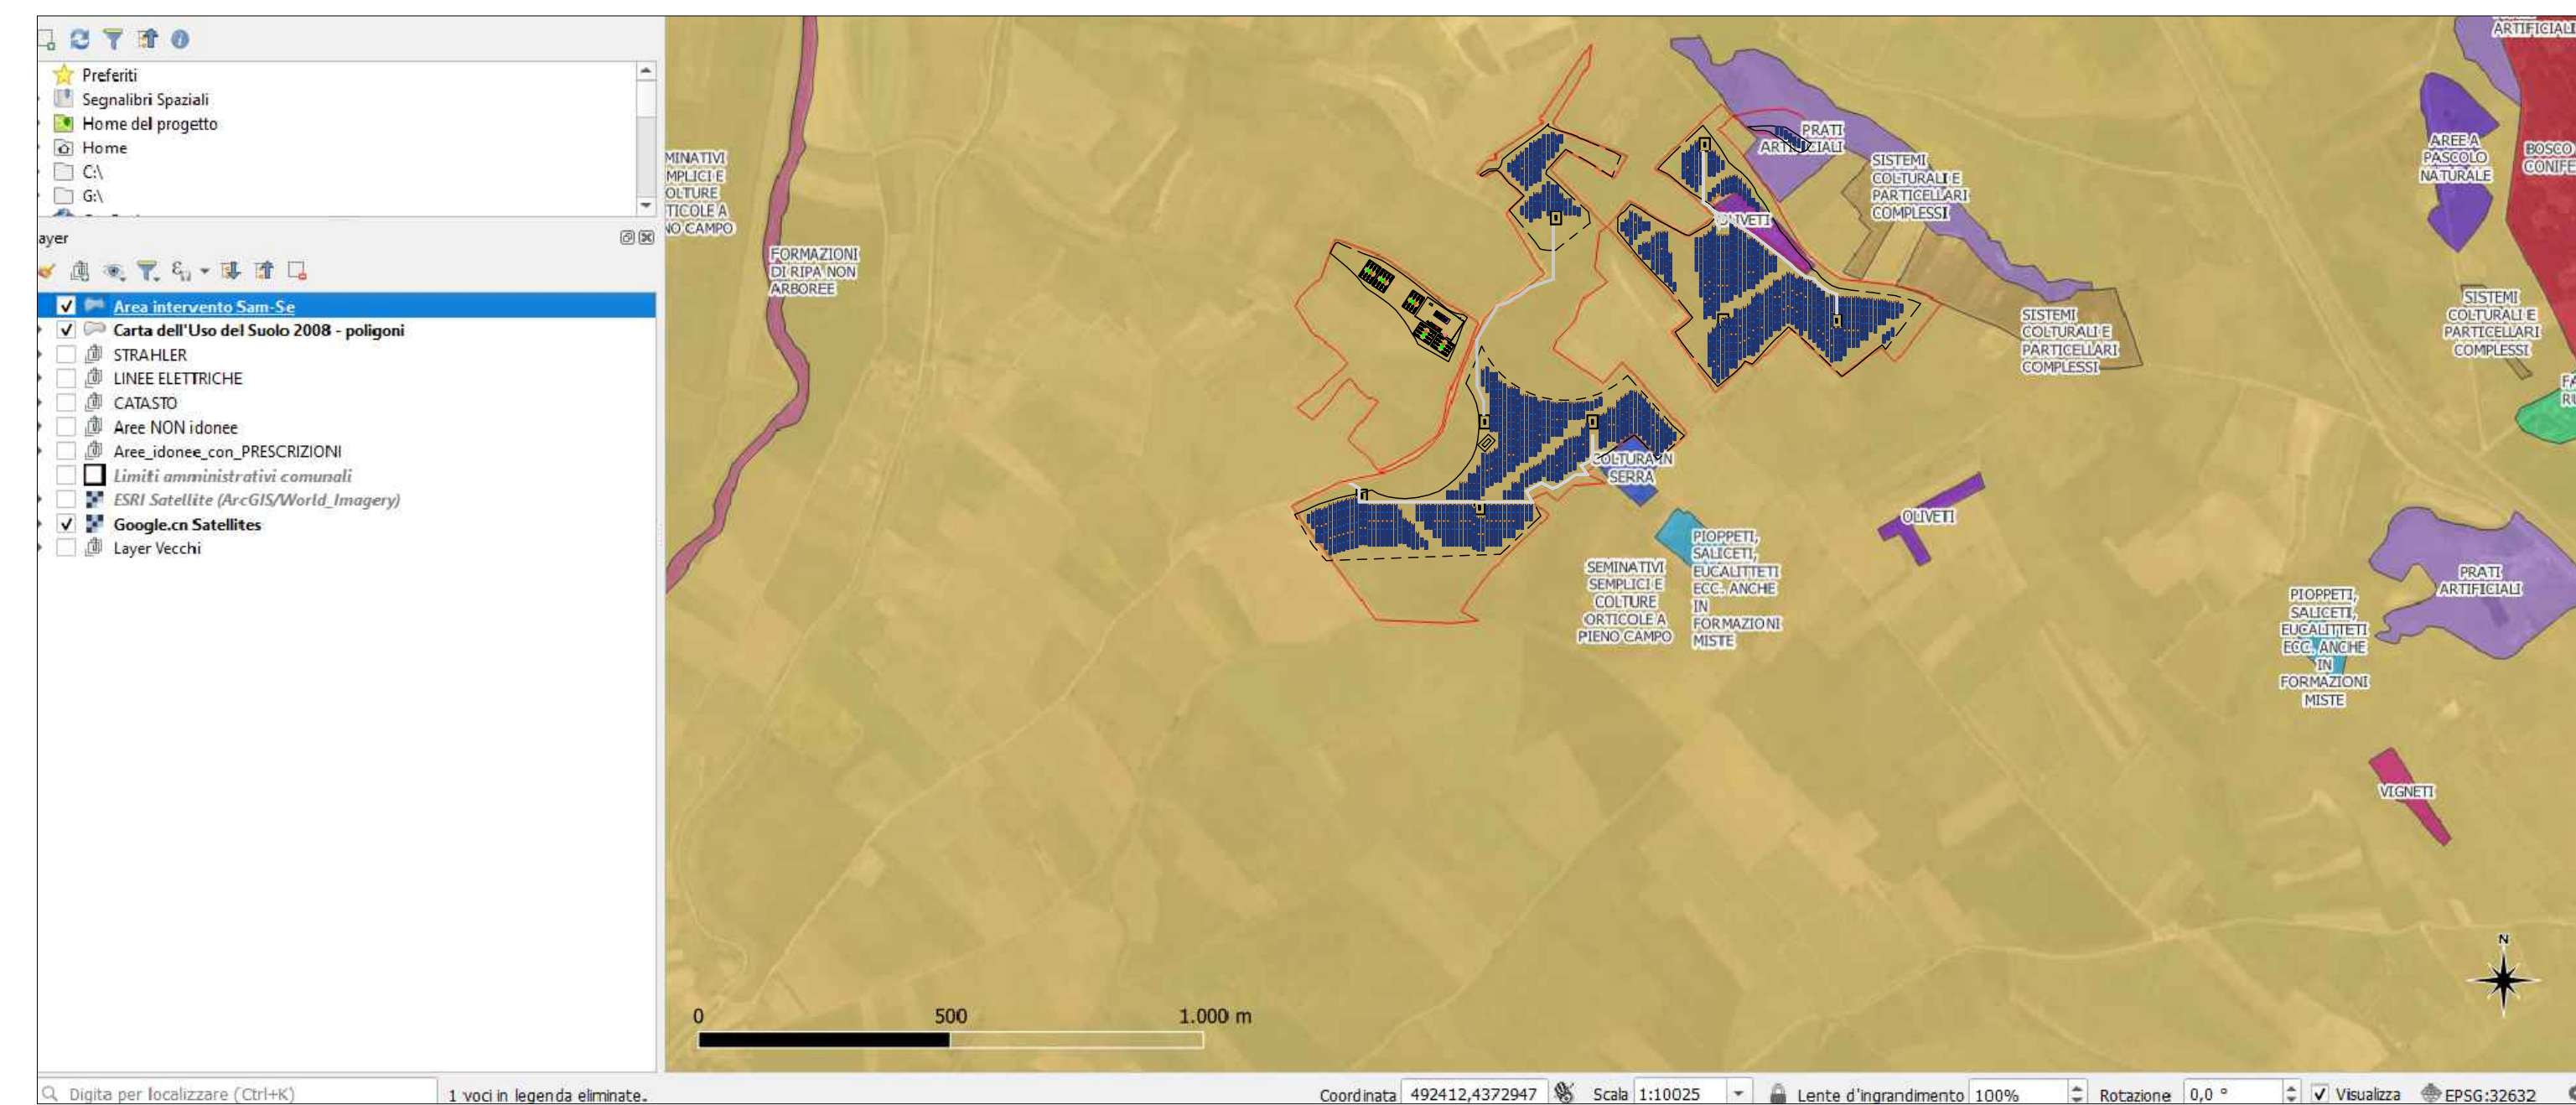 Preferiti
Segnalibri Spaziali
Home del progetto
Home
C:\
G:\
ayer
Area intervento Sam-Se
Carta dell'Uso del Suolo 2008 - poligoni
STRAHLER
LINEE ELETTRICHE
CATASTO
Aree NON idonee
Aree_idonee_con_PRESCRIZIONI
Limiti amministrativi comunali
ESRI Satellite (ArcGIS/World_Imagery)
Google.cn Satellites
Layer Vecchi
MINATIVI
MPLICI E
OLTURE
TICOLE A
NO CAMPO
FORMAZIONI
DI RIPA NON
ARBOREE
PRATI
ARTIFICIALI
SISTEMI
COLTURALI E
PARTICELLARI
COMPLESSI
OLIVETI
SISTEMI
COLTURALI E
PARTICELLARI
COMPLESSI
COLTURA IN
SERRA
OLIVETI
PIOPPETI,
SALICETI,
EUCALITTETI
ECC. ANCHE
IN
FORMAZIONI
MISTE
SEMINATIVI
SEMPLICI E
COLTURE
ORTICOLE A
PIENO CAMPO
ARTIFICIALI
AREE A
PASCOLO
NATURALE
BOSCO
CONIFE
SISTEMI
COLTURALI E
PARTICELLARI
COMPLESSI
FA
RU
PRATI
ARTIFICIALI
PIOPPETI,
SALICETI,
EUCALITTETI
ECC. ANCHE
IN
FORMAZIONI
MISTE
VIGNETI
N
0 500 1.000 m
Digita per localizzare (Ctrl+K) 1 voci in legenda eliminate. Coordinata 492412,4372947 Scala 1:10025 Lente d'ingrandimento 100% Rotazione 0,0 ° Visualizza EPSG:32632